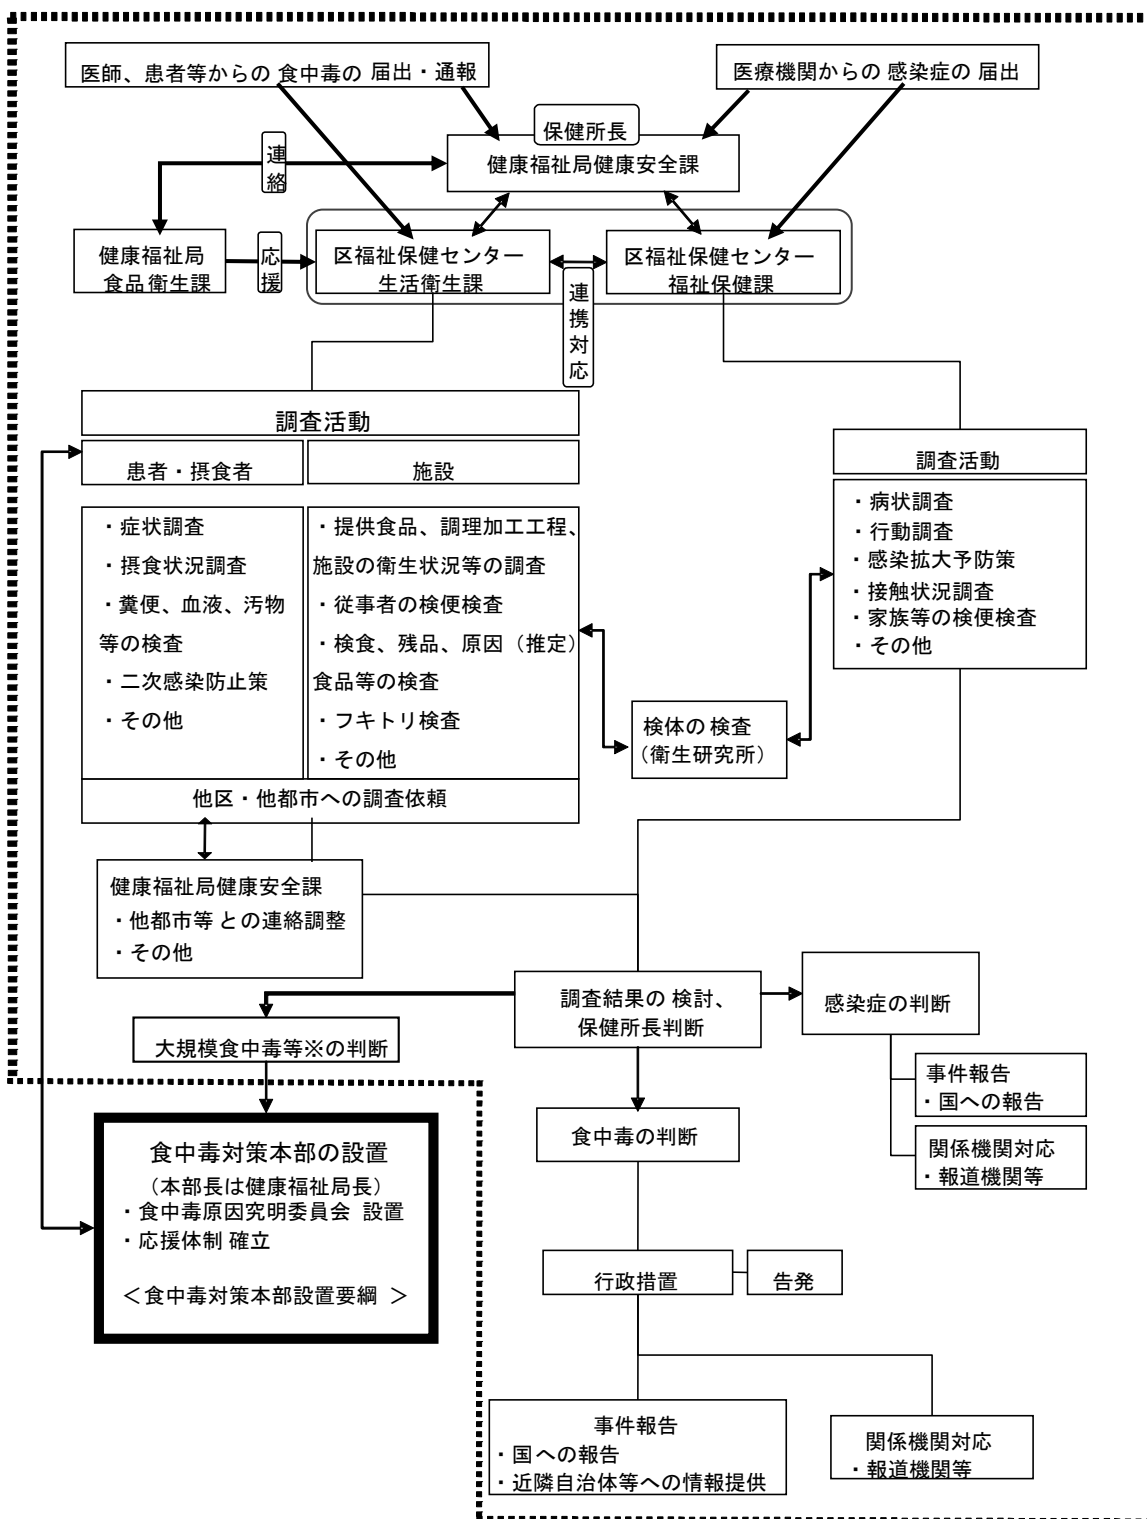 医師、患者等からの 食中毒の 届出・通報
医療機関からの 感染症の 届出
保健所長
健康福祉局健康安全課
連絡
健康福祉局
食品衛生課
応援
区福祉保健センター
生活衛生課
区福祉保健センター
福祉保健課
連携対応
調査活動
患者・摂食者
施設
・症状調査
・摂食状況調査
・糞便、血液、汚物
等の検査
・二次感染防止策
・その他
・提供食品、調理加工工程、
施設の衛生状況等の調査
・従事者の検便検査
・検食、残品、原因（推定）
食品等の検査
・フキトリ検査
・その他
他区・他都市への調査依頼
調査活動
・病状調査
・行動調査
・感染拡大予防策
・接触状況調査
・家族等の検便検査
・その他
検体の 検査
（衛生研究所）
健康福祉局健康安全課
・他都市等 との連絡調整
・その他
調査結果の 検討、
保健所長判断
感染症の判断
大規模食中毒等※の判断
事件報告
・国への報告
関係機関対応
・報道機関等
食中毒の判断
食中毒対策本部の設置
（本部長は健康福祉局長）
・食中毒原因究明委員会 設置
・応援体制 確立
＜食中毒対策本部設置要綱 ＞
行政措置
告発
事件報告
・国への報告
・近隣自治体等への情報提供
関係機関対応
・報道機関等